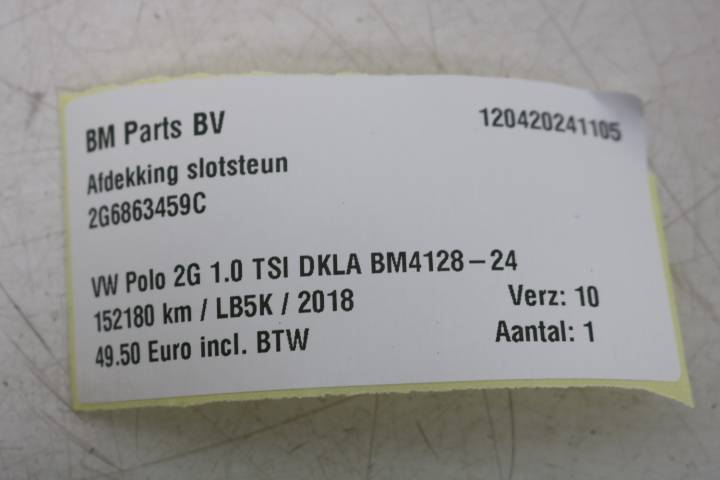 BM Parts BV 120420241105
Afdekking slotsteun
2G6863459C
VW Polo 2G 1.0 TSI DKLA BM4128-24
152180 km / LB5K / 2018 Verz: 10
49.50 Euro incl. BTW Aantal: 1